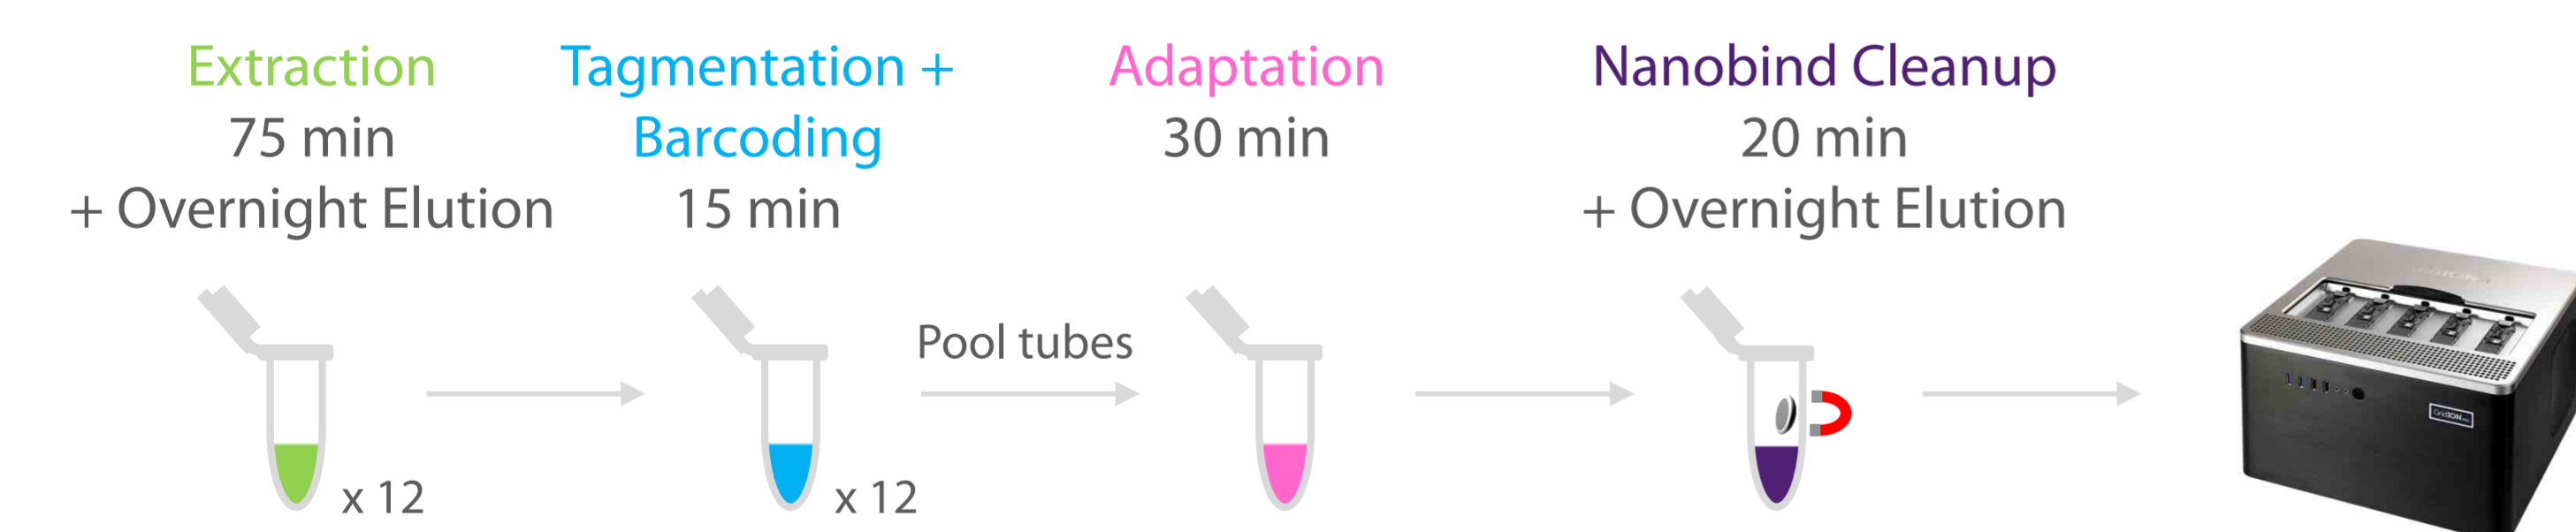 Extraction
75 min
+ Overnight Elution
Tagmentation +
Barcoding
15 min
Adaptation
30 min
Nanobind Cleanup
20 min
+ Overnight Elution
Pool tubes
x 12
x 12
GridION